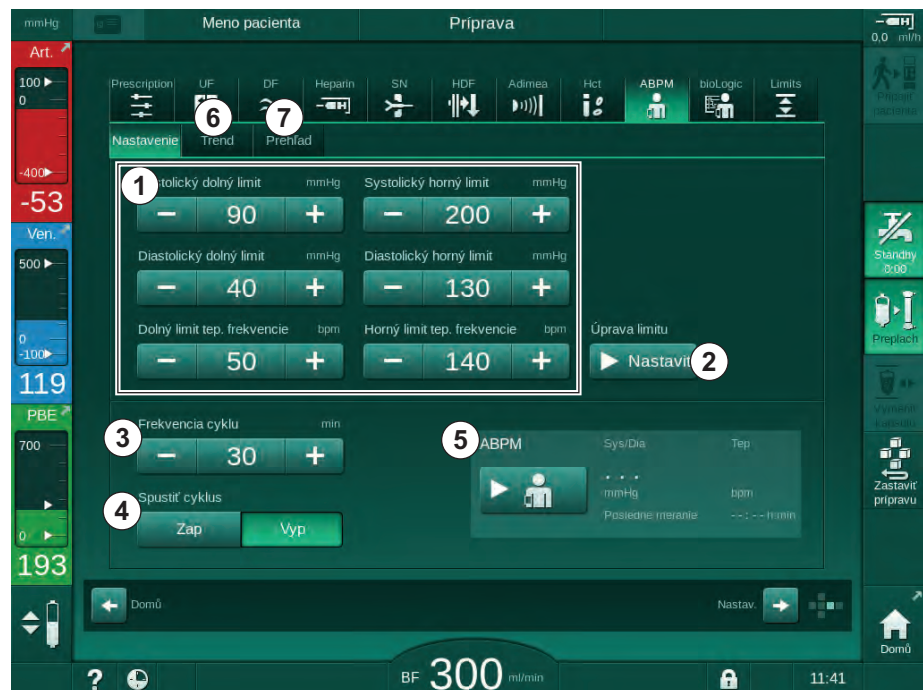 mmHg
Meno pacienta
Príprava
0,0 ml/h
Art.
100
0
-400
-53
Ven.
500
0
-100
119
PBE
700
0
193
Prescription
UF
DF
Heparin
SN
HDF
Adimea
Hct
ABPM
bioLogic
Limits
6
7
Nastavenie
Trend
Prehľad
1
dolný limit
mmHg
Systolický horný limit
mmHg
− 90 +
− 200 +
Diastolický dolný limit
mmHg
Diastolický horný limit
mmHg
− 40 +
− 130 +
Dolný limit tep. frekvencie
bpm
Horný limit tep. frekvencie
bpm
Úprava limitu
− 50 +
− 140 +
Nastaviť
2
Frekvencia cyklu
min
3
− 30 +
Spustiť cyklus
4
Zap
Vyp
5
ABPM
Sys/Dia
Tep
. . .
mmHg
bpm
Posledné meranie
--:-- h:min
Pripojiť
pacienta
Standby
0:00
Preplach
Vymeniť
kapsulu
Zastaviť
prípravu
Domů
Nastav.
Domů
?
BF 300 ml/min
11:41